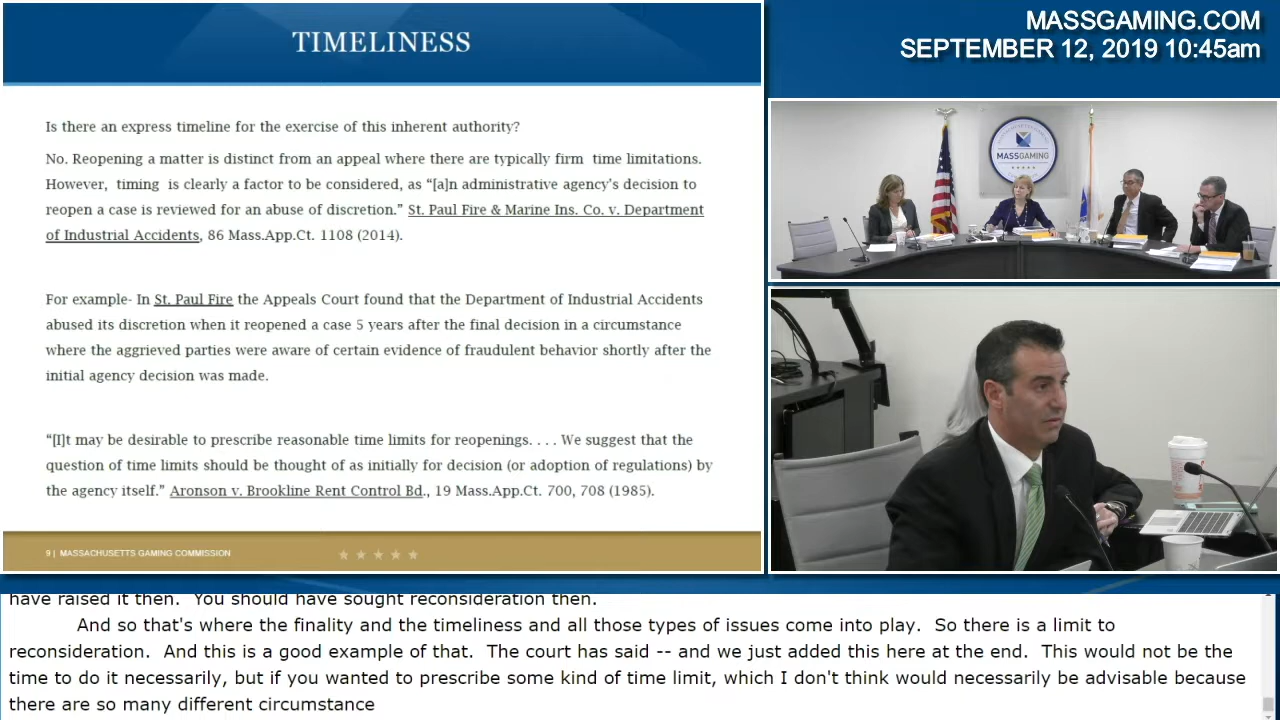 TIMELINESS
Is there an express timeline for the exercise of this inherent authority?
No. Reopening a matter is distinct from an appeal where there are typically firm time limitations.
However, timing is clearly a factor to be considered, as “[a]n administrative agency’s decision to
reopen a case is reviewed for an abuse of discretion.” St. Paul Fire & Marine Ins. Co. v. Department
of Industrial Accidents, 86 Mass.App.Ct. 1108 (2014).
For example- In St. Paul Fire the Appeals Court found that the Department of Industrial Accidents
abused its discretion when it reopened a case 5 years after the final decision in a circumstance
where the aggrieved parties were aware of certain evidence of fraudulent behavior shortly after the
initial agency decision was made.
“[I]t may be desirable to prescribe reasonable time limits for reopenings. . . . We suggest that the
question of time limits should be thought of as initially for decision (or adoption of regulations) by
the agency itself.” Aronson v. Brookline Rent Control Bd., 19 Mass.App.Ct. 700, 708 (1985).
9 | MASSACHUSETTS GAMING COMMISSION
MASSGAMING.COM
SEPTEMBER 12, 2019 10:45am
MASSGAMING
have raised it then. You should have sought reconsideration then.
And so that's where the finality and the timeliness and all those types of issues come into play. So there is a limit to
reconsideration. And this is a good example of that. The court has said -- and we just added this here at the end. This would not be the
time to do it necessarily, but if you wanted to prescribe some kind of time limit, which I don't think would necessarily be advisable because
there are so many different circumstance